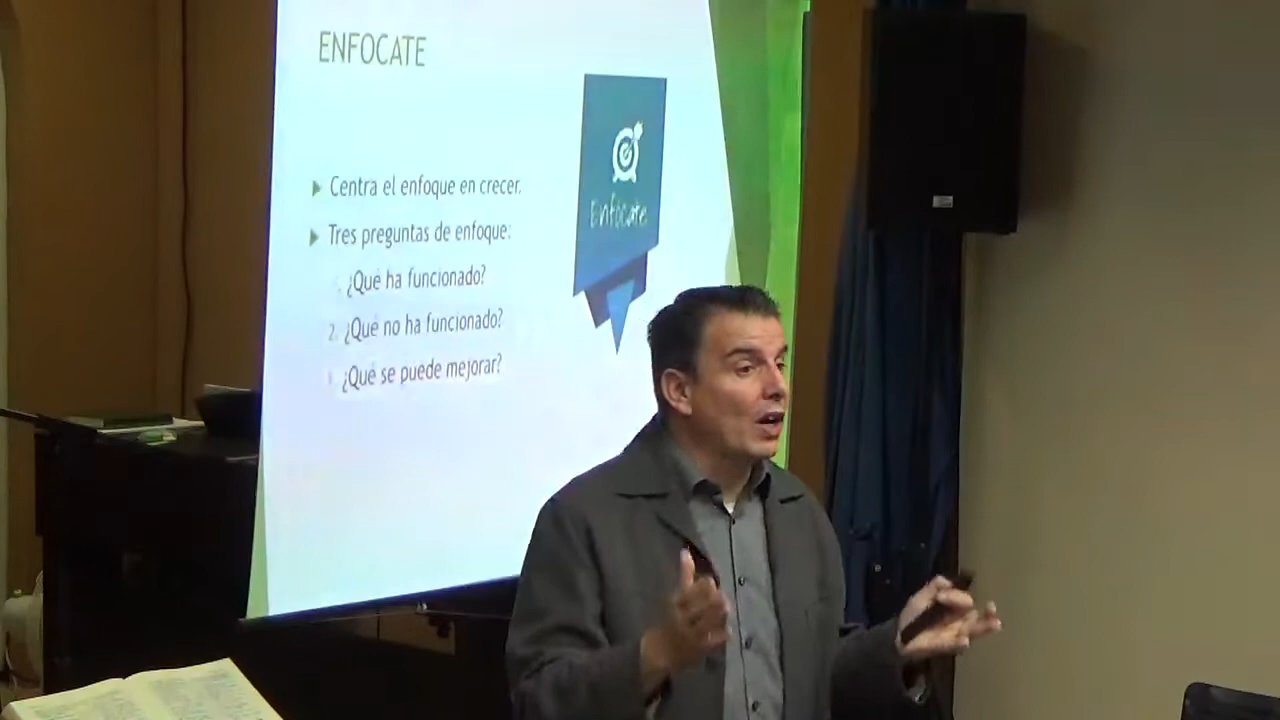 ENFOCATE
Centra el enfoque en crecer.
Tres preguntas de enfoque:
¿Qué ha funcionado?
2. ¿Qué no ha funcionado?
¿Qué se puede mejorar?
Enfocate